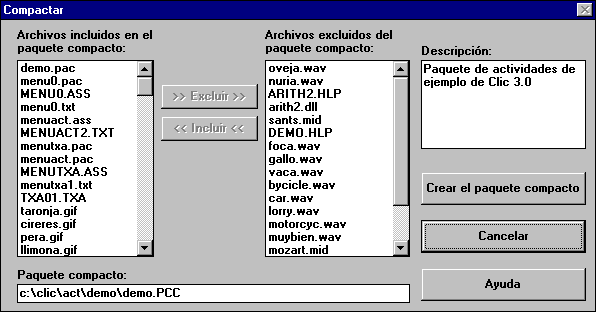 Compactar
Archivos incluidos en el
paquete compacto:
demo.pac
menu0.pac
MENU0.ASS
menu0.txt
menuact.ass
MENUACT2.TXT
menutxa.pac
menuact.pac
MENUTXA.ASS
menutxa1.txt
TXA01.TXA
taronja.gif
cireres.gif
pera.gif
llimona.gif
>> Excluir >>
<< Incluir <<
Archivos excluidos del
paquete compacto:
oveja.wav
nuria.wav
ARITH2.HLP
arith2.dll
sants.mid
DEMO.HLP
foca.wav
gallo.wav
vaca.wav
bycicle.wav
car.wav
lorry.wav
motorcyc.wav
muybien.wav
mozart.mid
Descripción:
Paquete de actividades de
ejemplo de Clic 3.0
Crear el paquete compacto
Cancelar
Ayuda
Paquete compacto:
c:\clic\act\demo\demo.PCC